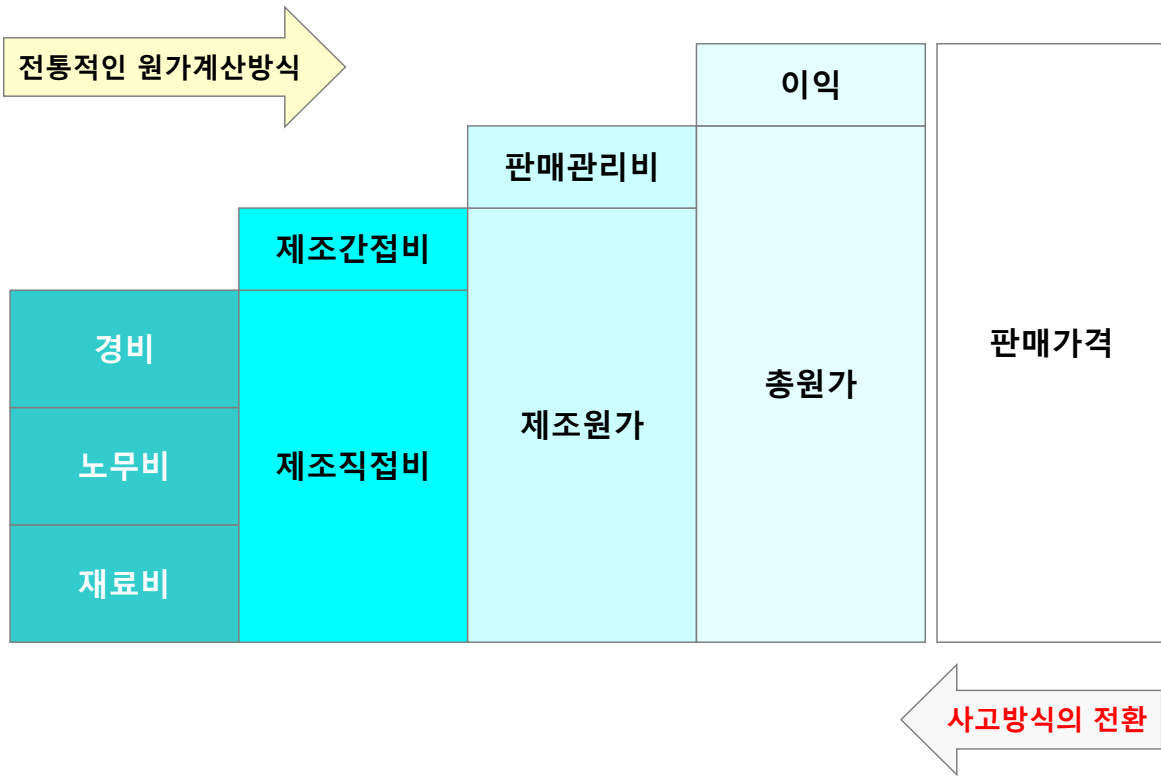 전통적인 원가계산방식
이익
판매관리비
제조간접비
경비
판매가격
총원가
제조원가
노무비
제조직접비
재료비
사고방식의 전환